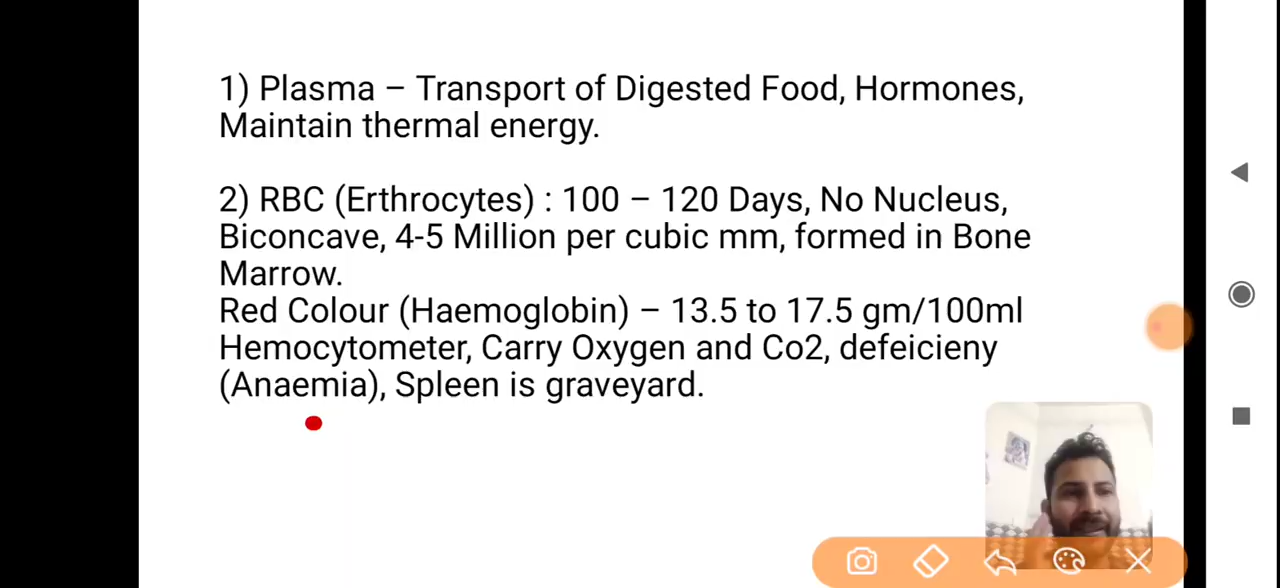 1) Plasma – Transport of Digested Food, Hormones,
Maintain thermal energy.
2) RBC (Erthrocytes) : 100 – 120 Days, No Nucleus,
Biconcave, 4-5 Million per cubic mm, formed in Bone
Marrow.
Red Colour (Haemoglobin) – 13.5 to 17.5 gm/100ml
Hemocytometer, Carry Oxygen and Co2, defeicieny
(Anaemia), Spleen is graveyard.